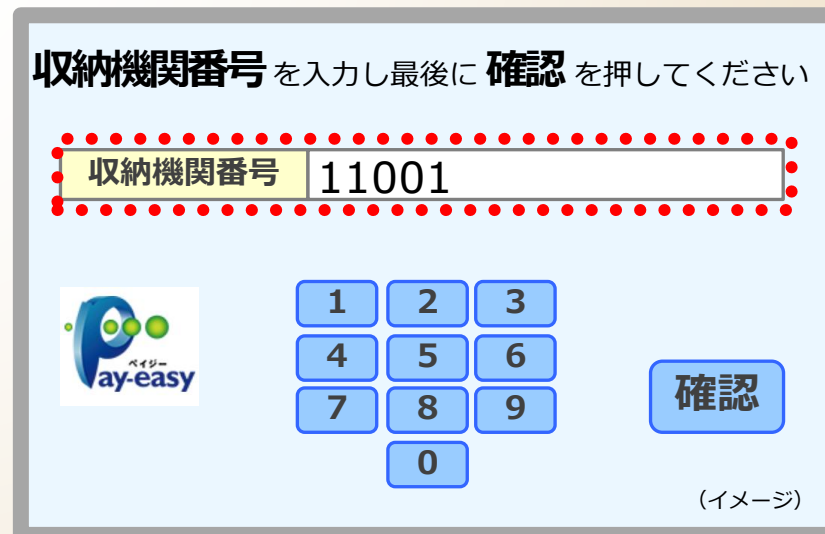 収納機関番号を入力し最後に確認を押してください
収納機関番号 11001
1 2 3
4 5 6
7 8 9
0
確認
ペイジー
Pay-easy
(イメージ)